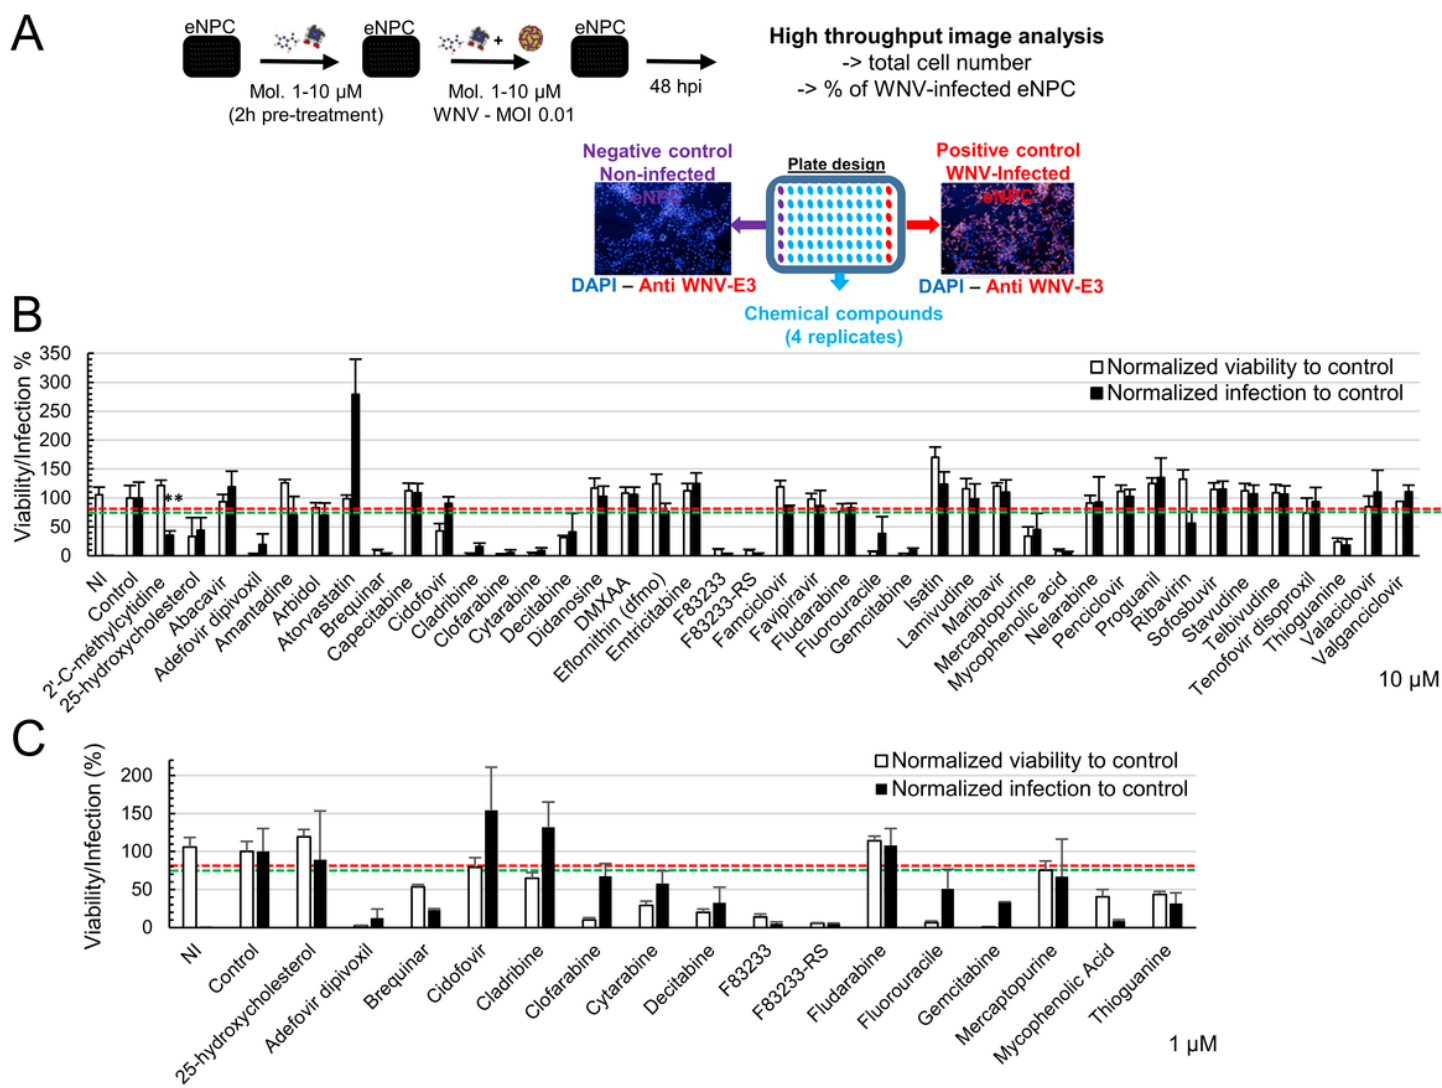 A
eNPC
eNPC
eNPC
+
Mol. 1-10 µM
(2h pre-treatment)
Mol. 1-10 µM
WNV - MOI 0.01
48 hpi
High throughput image analysis
-> total cell number
-> % of WNV-infected eNPC
Negative control
Non-infected
eNPC
Plate design
Positive control
WNV-Infected
eNPC
DAPI – Anti WNV-E3
DAPI – Anti WNV-E3
Chemical compounds
(4 replicates)
B
Viability/Infection %
350
300
250
200
150
100
50
0
Normalized viability to control
Normalized infection to control
**
NI
Control
2'-C-méthylcytidine
25-hydroxycholesterol
Abacavir
Adefovir dipivoxil
Amantadine
Arbidol
Atorvastatin
Brequinar
Capecitabine
Cidofovir
Cladribine
Clofarabine
Cytarabine
Decitabine
Didanosine
DMXAA
Eflornithin (dfmo)
Emtricitabine
F83233
F83233-RS
Famciclovir
Favipiravir
Fludarabine
Fluorouracile
Gemcitabine
Isatin
Lamivudine
Maribavir
Mercaptopurine
Mycophenolic acid
Nelarabine
Penciclovir
Proguanil
Ribavirin
Sofosbuvir
Stavudine
Telbivudine
Tenofovir disoproxil
Thioguanine
Valaciclovir
Valganciclovir
10 µM
C
Viability/Infection (%)
200
150
100
50
0
Normalized viability to control
Normalized infection to control
NI
Control
25-hydroxycholesterol
Adefovir dipivoxil
Brequinar
Cidofovir
Cladribine
Clofarabine
Cytarabine
Decitabine
F83233
F83233-RS
Fludarabine
Fluorouracile
Gemcitabine
Mercaptopurine
Mycophenolic Acid
Thioguanine
1 µM